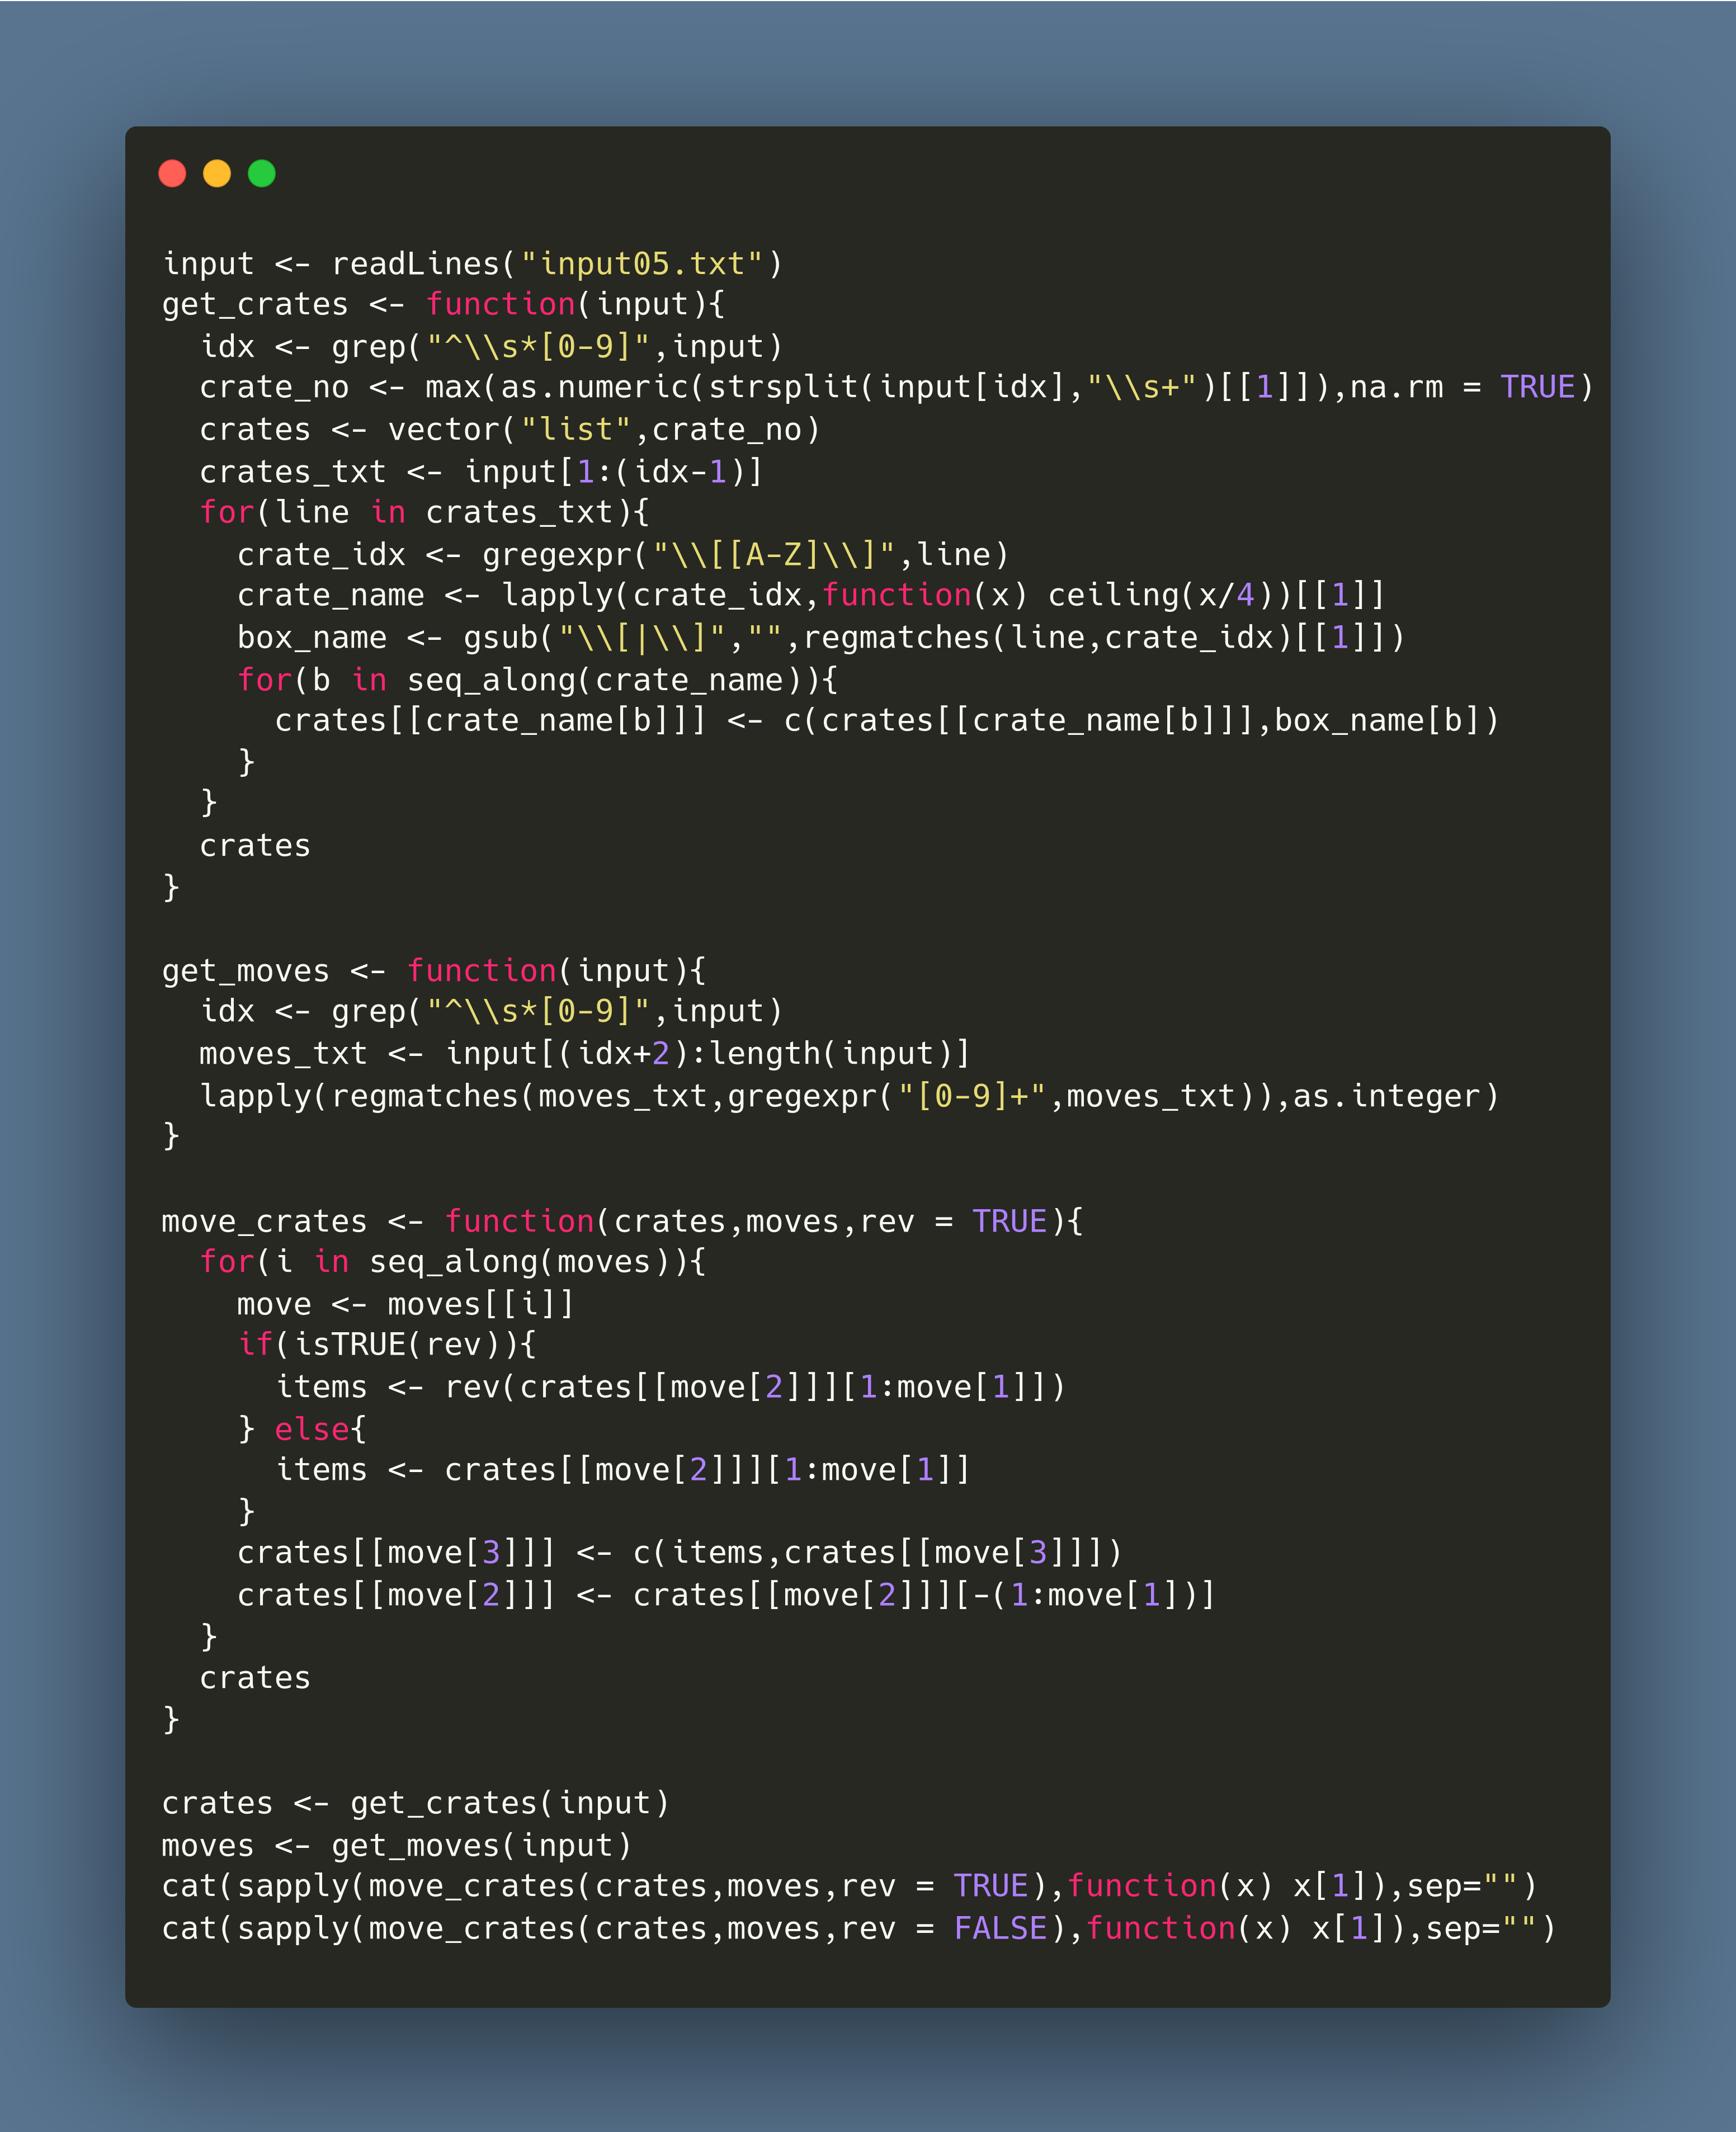 input <- readLines("input05.txt")
get_crates <- function(input){
  idx <- grep("^\\s*[0-9]",input)
  crate_no <- max(as.numeric(strsplit(input[idx],"\\s+")[[1]]),na.rm = TRUE)
  crates <- vector("list",crate_no)
  crates_txt <- input[1:(idx-1)]
  for(line in crates_txt){
    crate_idx <- gregexpr("\\[[A-Z]\\]",line)
    crate_name <- lapply(crate_idx,function(x) ceiling(x/4))[[1]]
    box_name <- gsub("\\[|\\]","",regmatches(line,crate_idx)[[1]])
    for(b in seq_along(crate_name)){
      crates[[crate_name[b]]] <- c(crates[[crate_name[b]]],box_name[b])
    }
  }
  crates
}

get_moves <- function(input){
  idx <- grep("^\\s*[0-9]",input)
  moves_txt <- input[(idx+2):length(input)]
  lapply(regmatches(moves_txt,gregexpr("[0-9]+",moves_txt)),as.integer)
}

move_crates <- function(crates,moves,rev = TRUE){
  for(i in seq_along(moves)){
    move <- moves[[i]]
    if(isTRUE(rev)){
      items <- rev(crates[[move[2]]][1:move[1]])
    } else{
      items <- crates[[move[2]]][1:move[1]]
    }
    crates[[move[3]]] <- c(items,crates[[move[3]]])
    crates[[move[2]]] <- crates[[move[2]]][-(1:move[1])]
  }
  crates
}

crates <- get_crates(input)
moves <- get_moves(input)
cat(sapply(move_crates(crates,moves,rev = TRUE),function(x) x[1]),sep="")
cat(sapply(move_crates(crates,moves,rev = FALSE),function(x) x[1]),sep="")